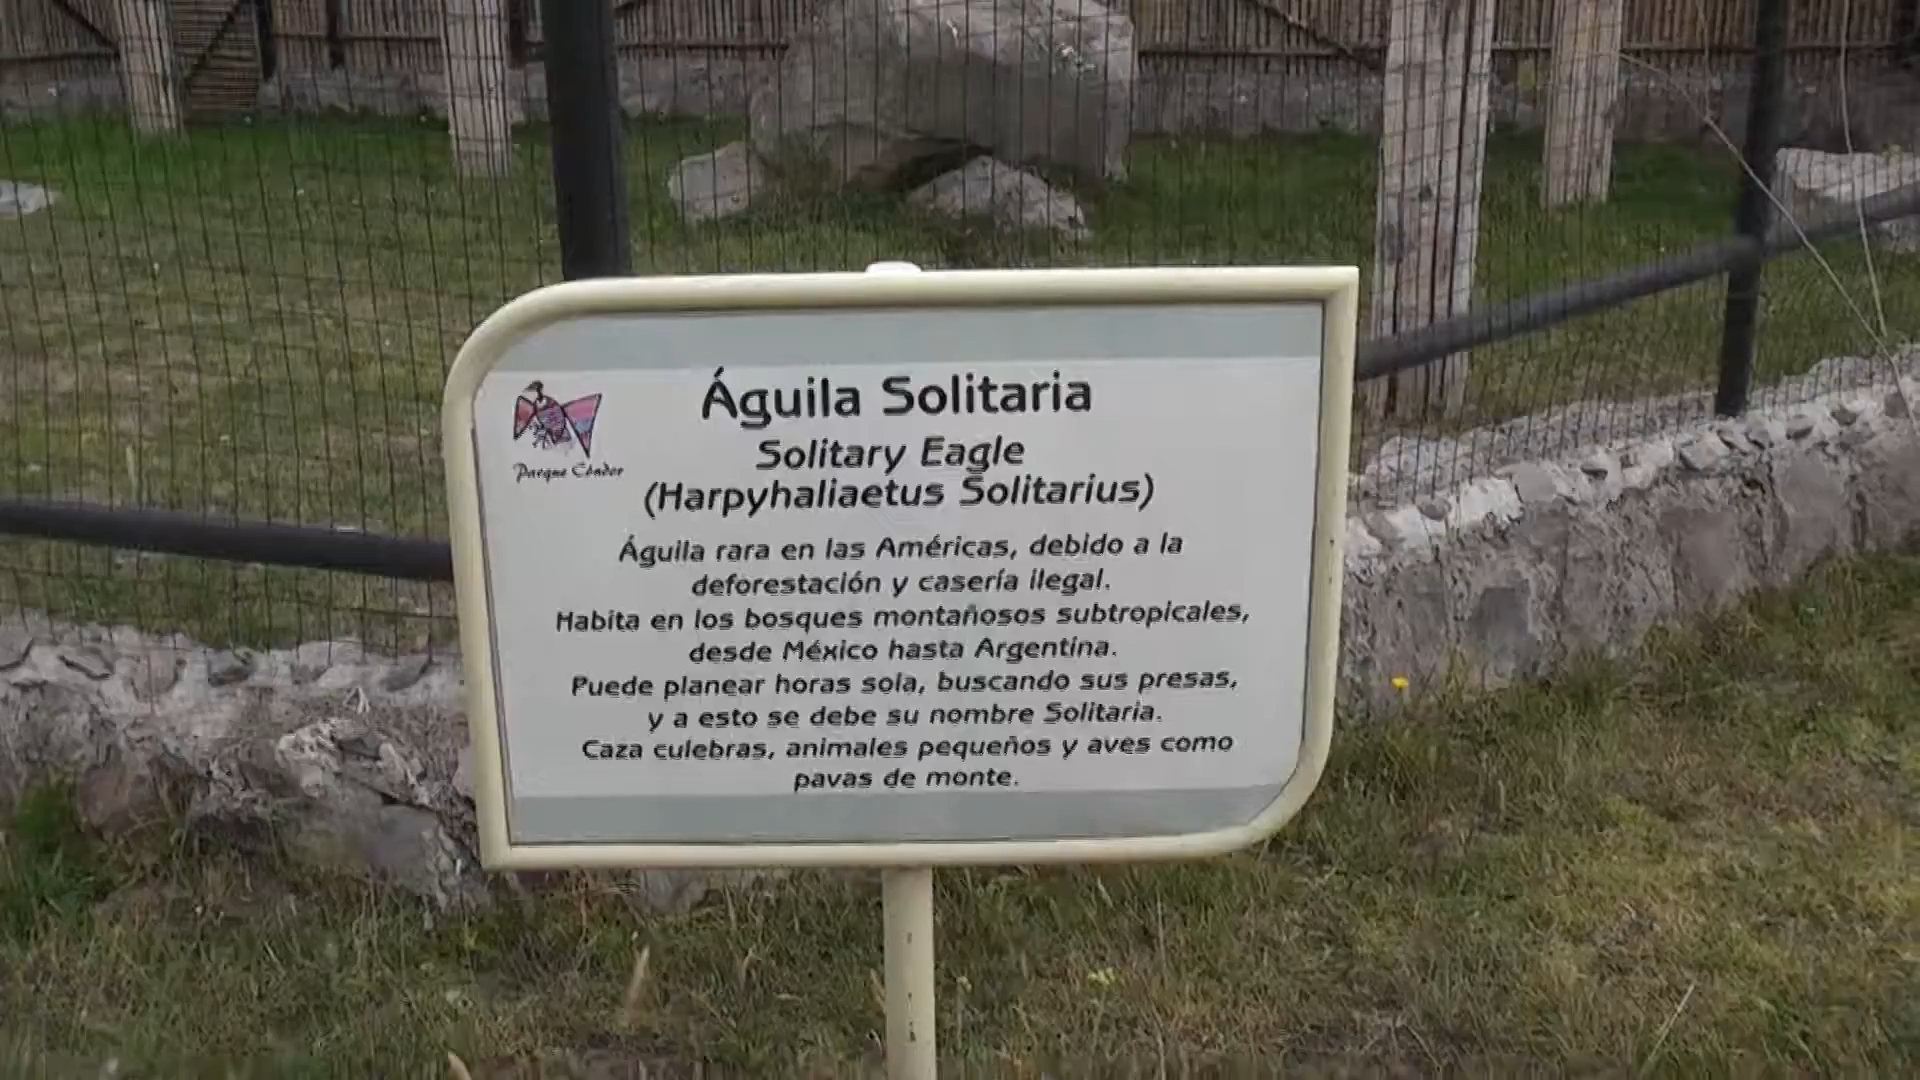 Águila Solitaria
Parque Cóndor
Solitary Eagle
(Harpyhaliaetus Solitarius)
Águila rara en las Américas, debido a la
deforestación y casería ilegal.
Habita en los bosques montañosos subtropicales,
desde México hasta Argentina.
Puede planear horas sola, buscando sus presas,
y a esto se debe su nombre Solitaria.
Caza culebras, animales pequeños y aves como
pavas de monte.